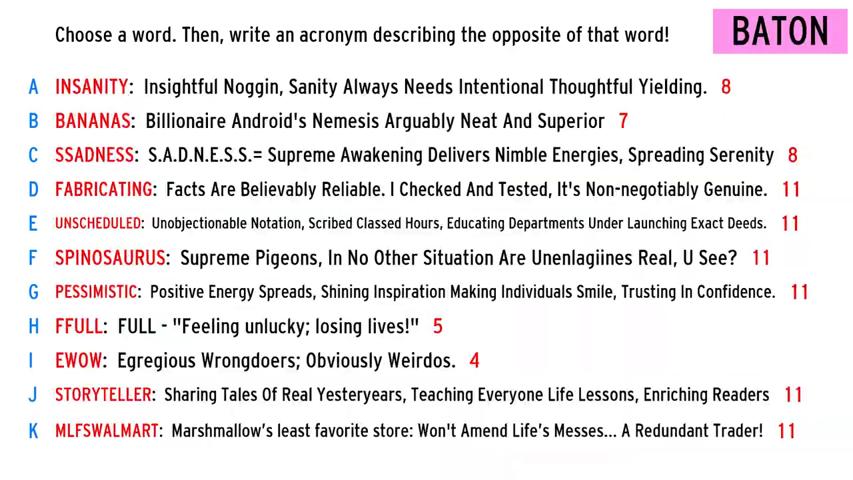 Choose a word. Then, write an acronym describing the opposite of that word!
BATON
A INSANITY: Insightful Noggin, Sanity Always Needs Intentional Thoughtful Yielding. 8
B BANANAS: Billionaire Android's Nemesis Arguably Neat And Superior 7
C SSADNESS: S.A.D.N.E.S.S.= Supreme Awakening Delivers Nimble Energies, Spreading Serenity 8
D FABRICATING: Facts Are Believably Reliable. I Checked And Tested, It's Non-negotiably Genuine. 11
E UNSCHEDULED: Unobjectionable Notation, Scribed Classed Hours, Educating Departments Under Launching Exact Deeds. 11
F SPINOSAURUS: Supreme Pigeons, In No Other Situation Are Unenlagiines Real, U See? 11
G PESSIMISTIC: Positive Energy Spreads, Shining Inspiration Making Individuals Smile, Trusting In Confidence. 11
H FFULL: FULL - "Feeling unlucky; losing lives!" 5
I EWOW: Egregious Wrongdoers; Obviously Weirdos. 4
J STORYTELLER: Sharing Tales Of Real Yesteryears, Teaching Everyone Life Lessons, Enriching Readers 11
K MLFSWALMART: Marshmallow's least favorite store: Won't Amend Life's Messes... A Redundant Trader! 11